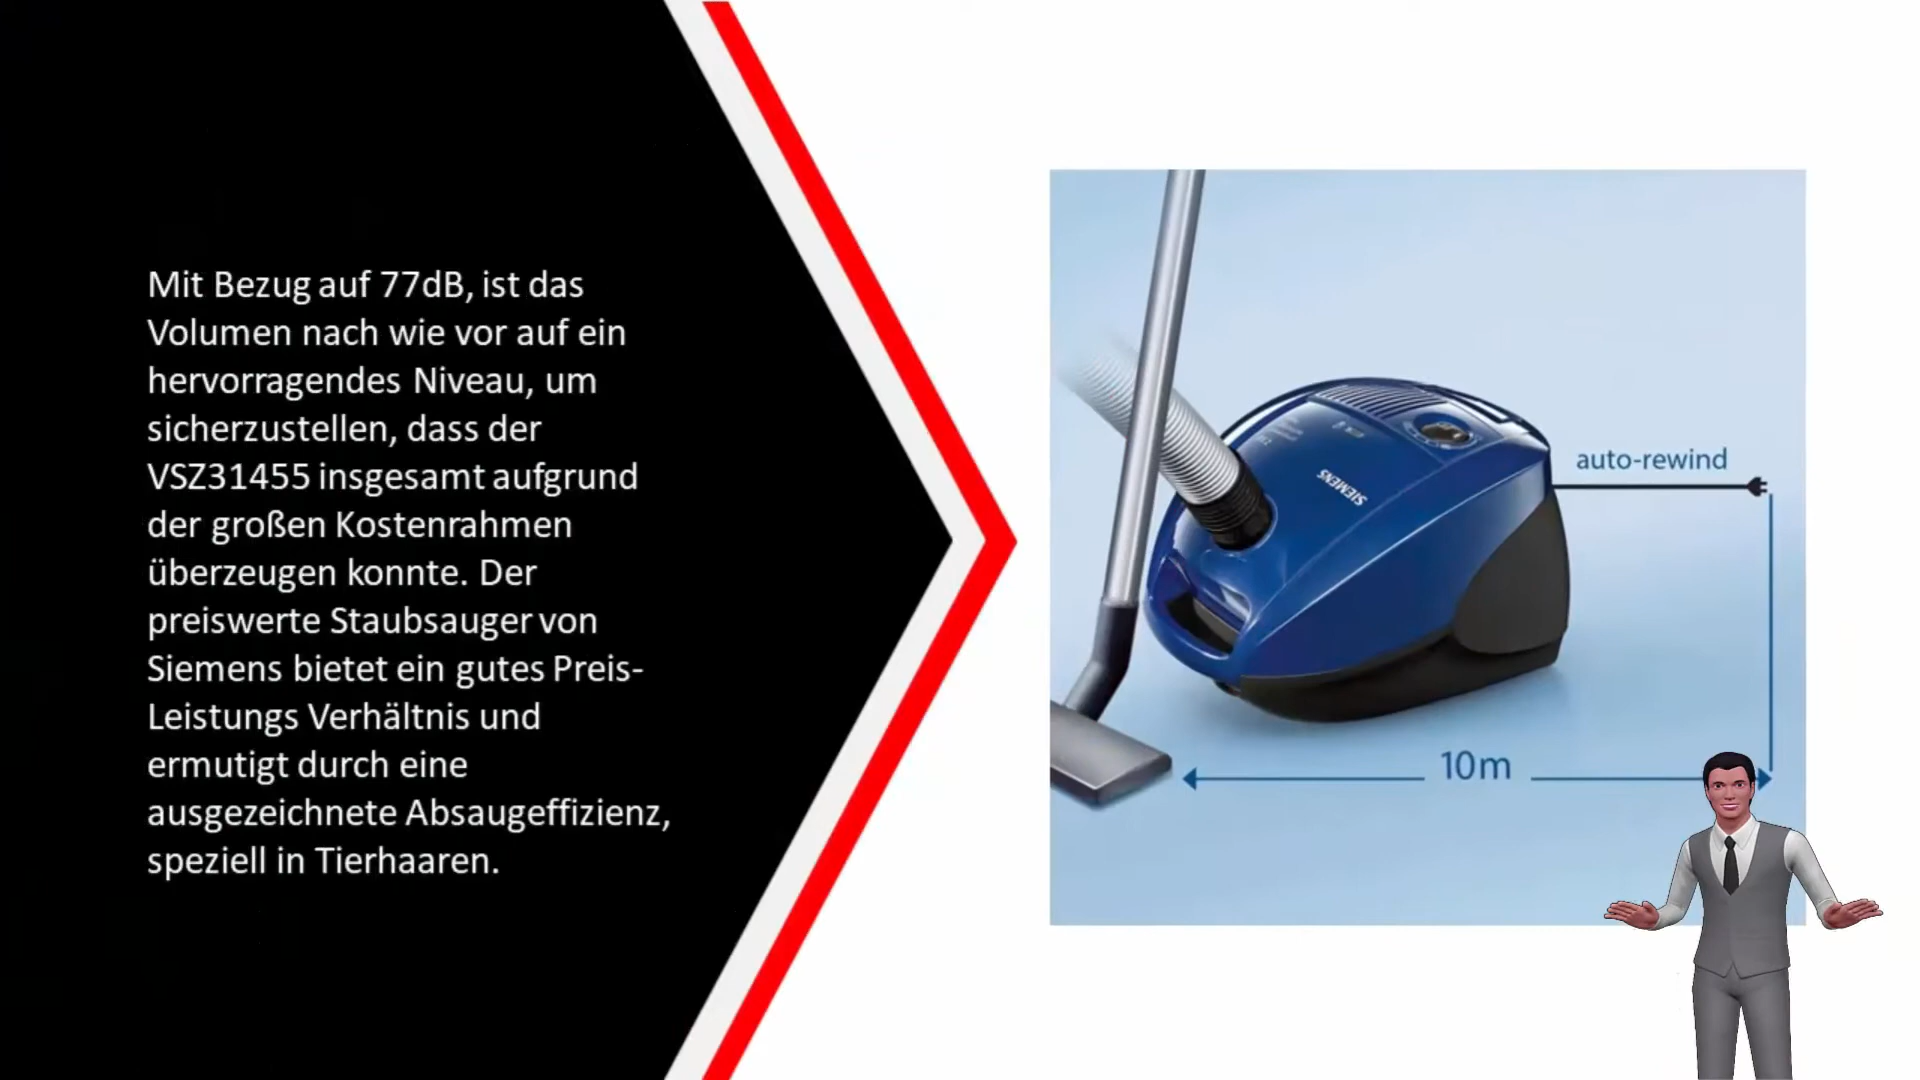 Mit Bezug auf 77dB, ist das
Volumen nach wie vor auf ein
hervorragendes Niveau, um
sicherzustellen, dass der
VSZ31455 insgesamt aufgrund
der großen Kostenrahmen
überzeugen konnte. Der
preiswerte Staubsauger von
Siemens bietet ein gutes Preis-
Leistungs Verhältnis und
ermutigt durch eine
ausgezeichnete Absaugeffizienz,
speziell in Tierhaaren.
SIEMENS
auto-rewind
10m